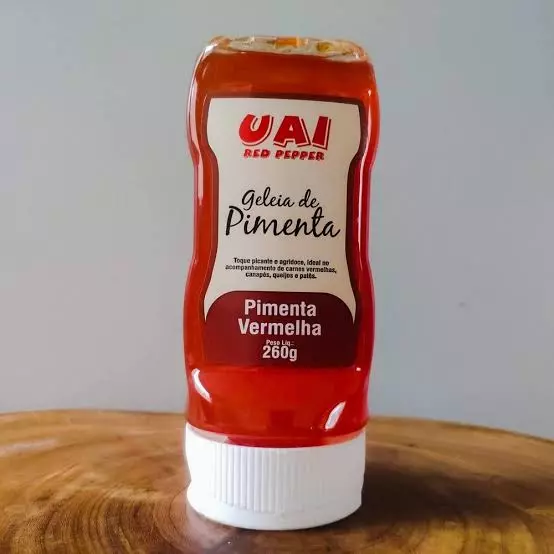 UAI
RED PEPPER
Geleia de
Pimenta
Toque picante e agridoce, ideal no
acompanhamento de carnes vermelhas,
canapés, queijos e patês.
Pimenta
Vermelha
Peso Liq.:
260g